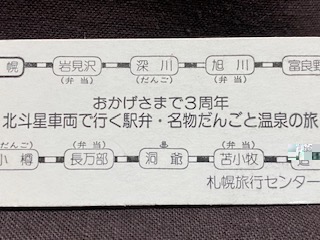 幌 岩見沢 深川 旭川 富良野
(弁当) (だんご) (弁当)
おかげさまで3周年
北斗星車両で行く駅弁・名物だんごと温泉の旅
だんご) (弁当) ♨ (弁当)
小樽 長万部 洞爺 苫小牧
札幌旅行センター